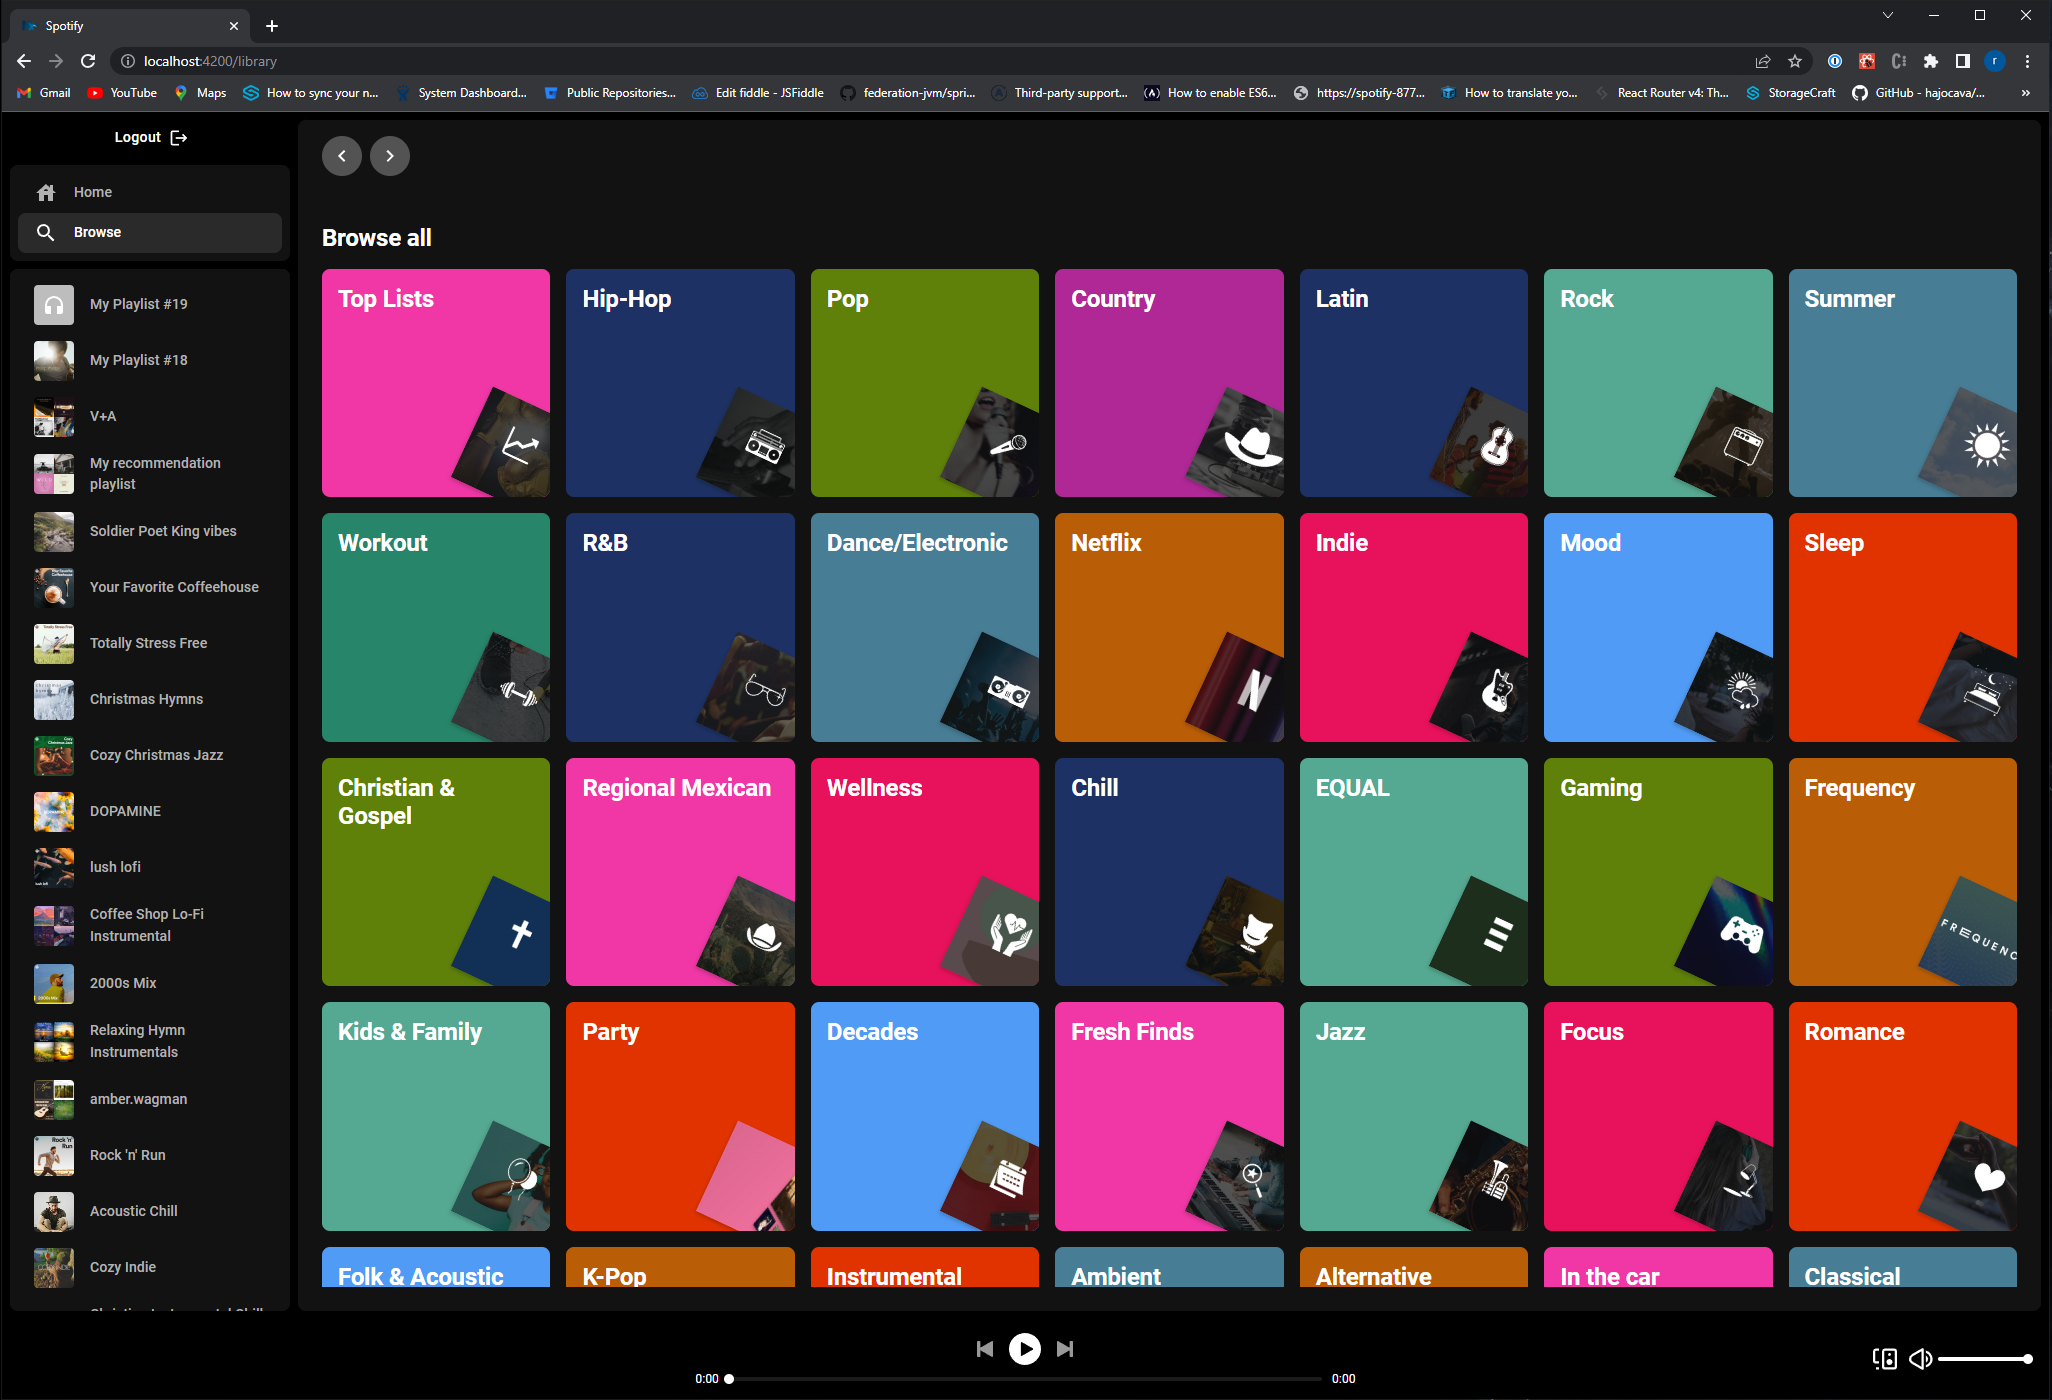 Spotify
localhost:4200/library
Gmail
YouTube
Maps
How to sync your n...
System Dashboard...
Public Repositories...
Edit fiddle - JSFiddle
federation-jvm/spri...
Third-party support...
How to enable ES6...
https://spotify-877...
How to translate yo...
React Router v4: Th...
StorageCraft
GitHub - hajocava/...
»
Logout
Home
Browse
My Playlist #19
My Playlist #18
V+A
My recommendation
playlist
Soldier Poet King vibes
Your Favorite Coffeehouse
Totally Stress Free
Christmas Hymns
Cozy Christmas Jazz
DOPAMINE
lush lofi
Coffee Shop Lo-Fi
Instrumental
2000s Mix
Relaxing Hymn
Instrumentals
amber.wagman
Rock 'n' Run
Acoustic Chill
Cozy Indie
Browse all
Top Lists
Hip-Hop
Pop
Country
Latin
Rock
Summer
Workout
R&B
Dance/Electronic
Netflix
N
Indie
Mood
Sleep
Christian &
Gospel
Regional Mexican
Wellness
Chill
EQUAL
Gaming
Frequency
FREQUENC
Kids & Family
Party
Decades
Fresh Finds
Jazz
Focus
Romance
Folk & Acoustic
K-Pop
Instrumental
Ambient
Alternative
In the car
Classical
0:00
0:00